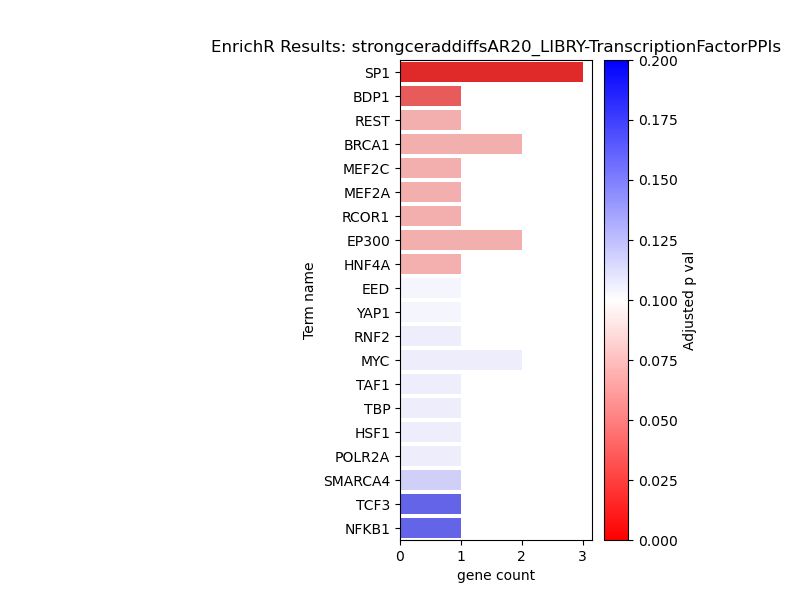 EnrichR Results: strongceraddiffsAR20_LIBRY-TranscriptionFactorPPIs
SP1
BDP1
REST
BRCA1
MEF2C
MEF2A
RCOR1
EP300
HNF4A
EED
YAP1
RNF2
MYC
TAF1
TBP
HSF1
POLR2A
SMARCA4
TCF3
NFKB1
Term name
0 1 2 3
gene count
0.200
0.175
0.150
0.125
0.100
0.075
0.050
0.025
0.000
Adjusted p val